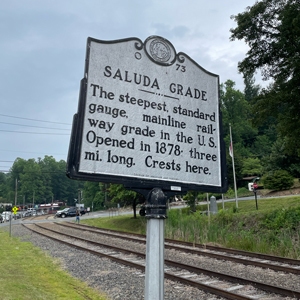 O 73
SALUDA GRADE
The steepest, standard
gauge, mainline rail-
way grade in the U.S.
Opened in 1878; three
mi. long. Crests here.